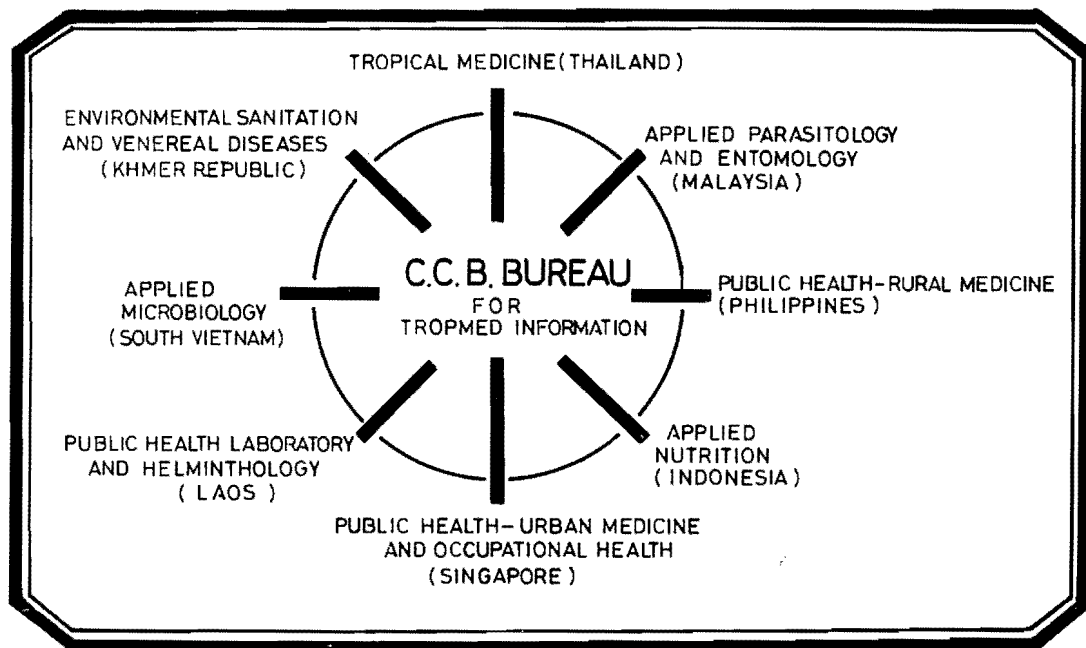 TROPICAL MEDICINE(THAILAND)
ENVIRONMENTAL SANITATION
AND VENEREAL DISEASES
(KHMER REPUBLIC)
APPLIED PARASITOLOGY
AND ENTOMOLOGY
(MALAYSIA)
C.C.B. BUREAU
FOR
TROPMED INFORMATION
APPLIED
MICROBIOLOGY
(SOUTH VIETNAM)
PUBLIC HEALTH-RURAL MEDICINE
(PHILIPPINES)
PUBLIC HEALTH LABORATORY
AND HELMINTHOLOGY
(LAOS)
APPLIED
NUTRITION
(INDONESIA)
PUBLIC HEALTH-URBAN MEDICINE
AND OCCUPATIONAL HEALTH
(SINGAPORE)